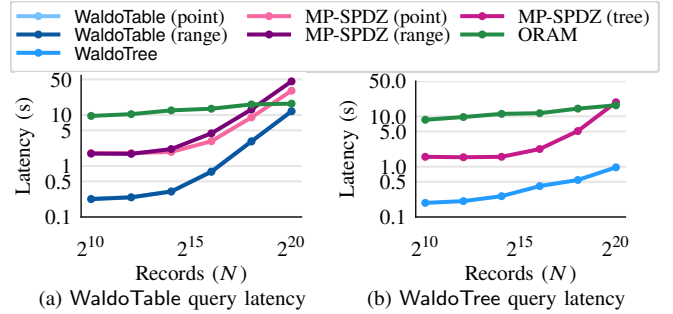 WaldoTable (point) MP-SPDZ (point) MP-SPDZ (tree)
WaldoTable (range) MP-SPDZ (range) ORAM
WaldoTree
Latency (s)
50
10
5
1
0.5
0.1
2^10 2^15 2^20
Records (N)
(a) WaldoTable query latency
Latency (s)
50.0
10.0
5.0
1.0
0.5
0.1
2^10 2^15 2^20
Records (N)
(b) WaldoTree query latency